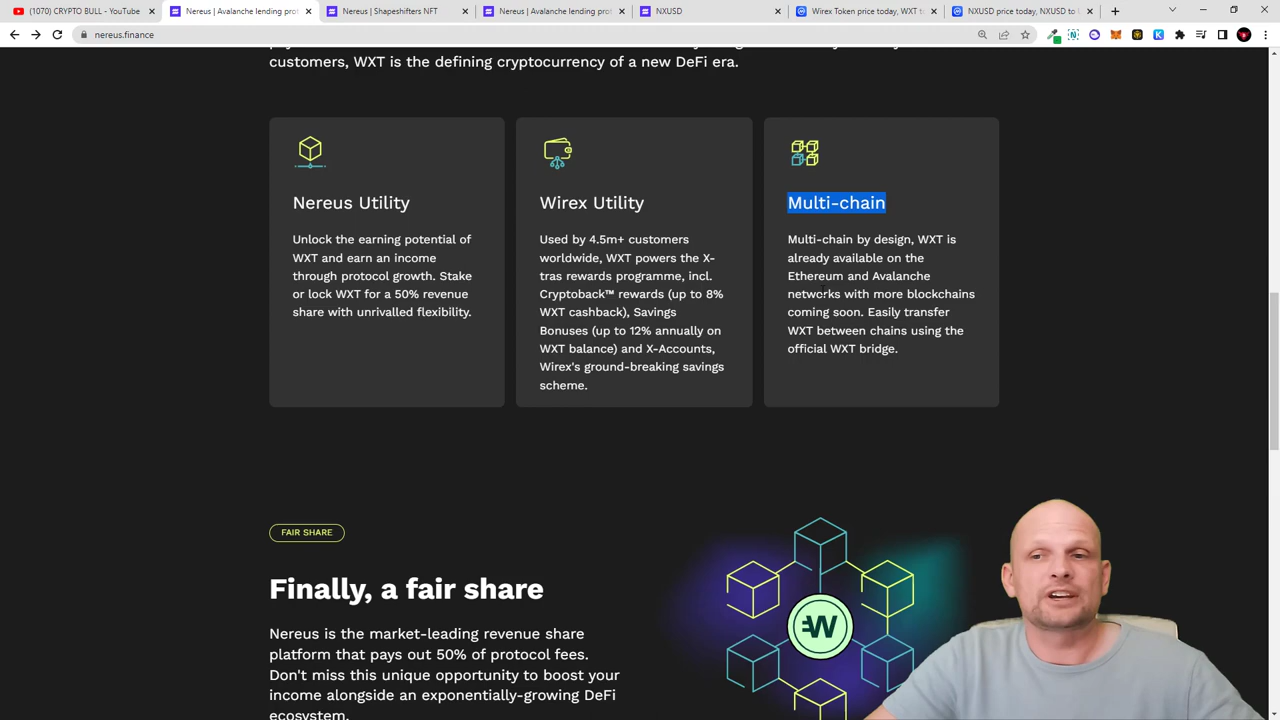 (1070) CRYPTO BULL - YouTube
Nereus | Avalanche lending pro
Nereus | Shapeshifters NFT
Nereus | Avalanche lending pro
NXUSD
Wirex Token price today, WXT t
NXUSD price today, NXUSD to
nereus.finance
customers, WXT is the defining cryptocurrency of a new DeFi era.
Nereus Utility
Unlock the earning potential of
WXT and earn an income
through protocol growth. Stake
or lock WXT for a 50% revenue
share with unrivalled flexibility.
Wirex Utility
Used by 4.5m+ customers
worldwide, WXT powers the X-
tras rewards programme, incl.
Cryptoback™ rewards (up to 8%
WXT cashback), Savings
Bonuses (up to 12% annually on
WXT balance) and X-Accounts,
Wirex's ground-breaking savings
scheme.
Multi-chain
Multi-chain by design, WXT is
already available on the
Ethereum and Avalanche
networks with more blockchains
coming soon. Easily transfer
WXT between chains using the
official WXT bridge.
FAIR SHARE
Finally, a fair share
Nereus is the market-leading revenue share
platform that pays out 50% of protocol fees.
Don't miss this unique opportunity to boost your
income alongside an exponentially-growing DeFi
ecosystem.
W